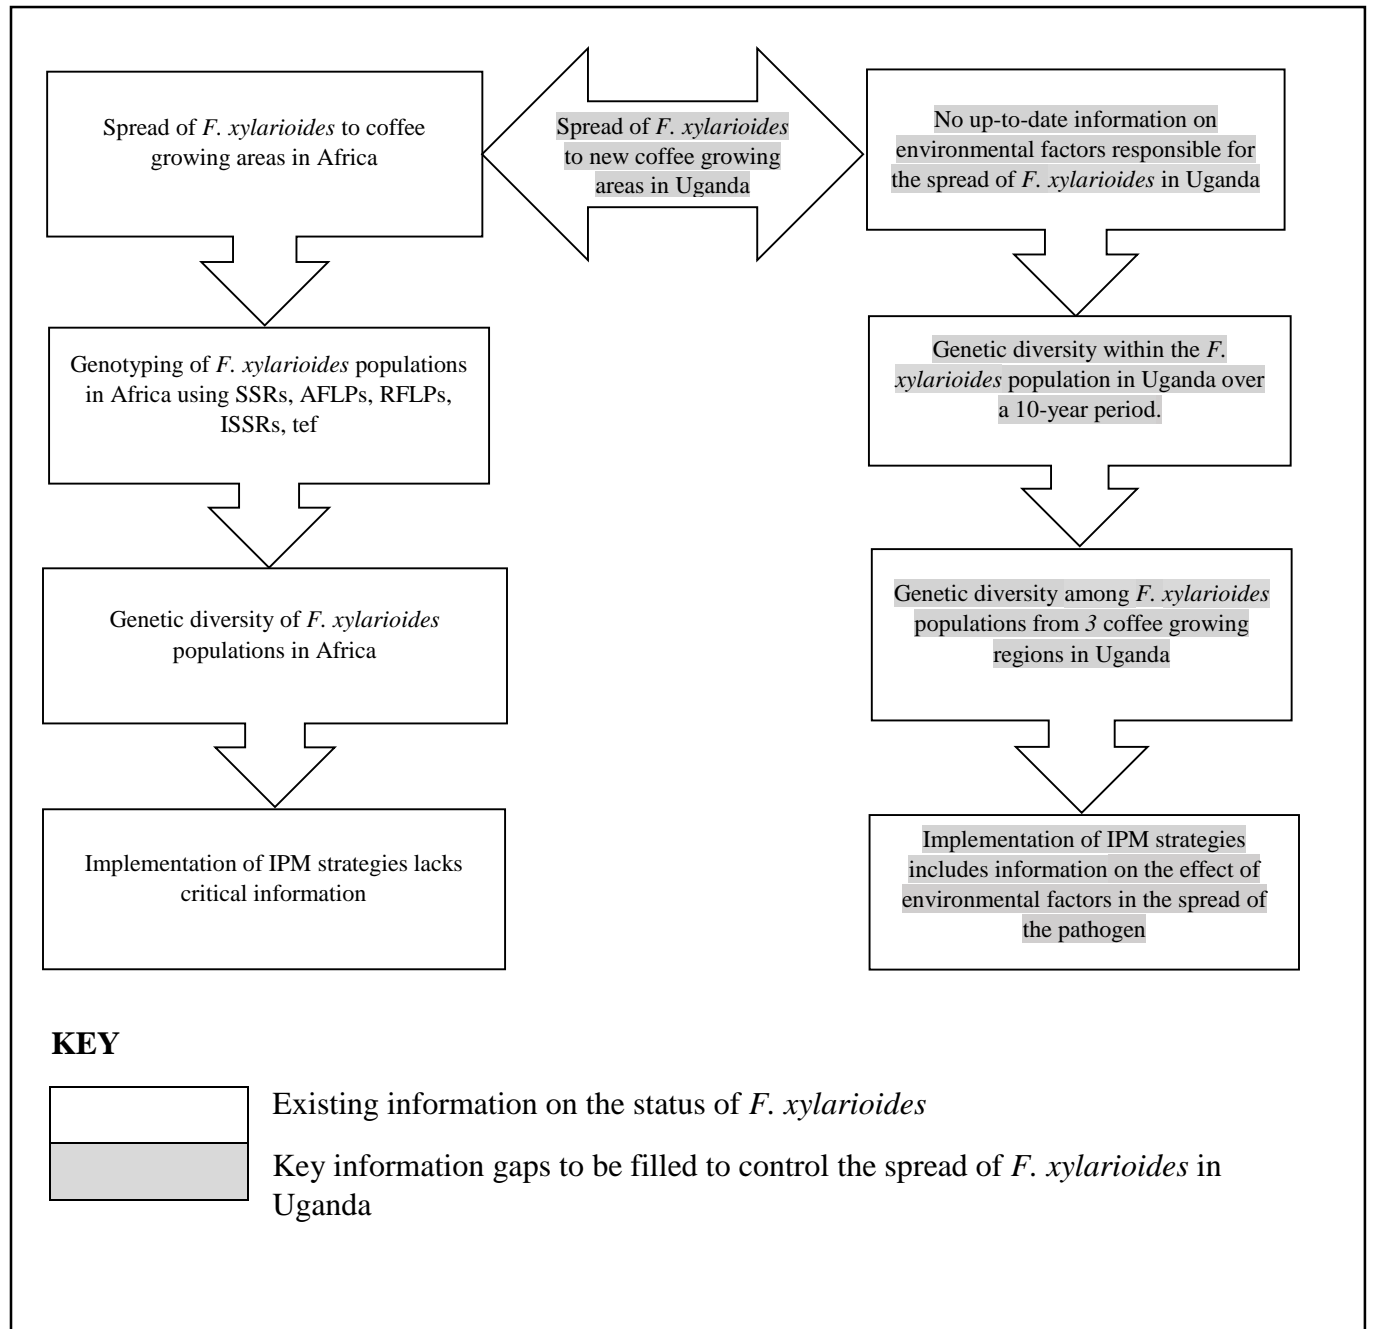 Spread of F. xylarioides to coffee
growing areas in Africa
Spread of F. xylarioides
to new coffee growing
areas in Uganda
No up-to-date information on
environmental factors responsible for
the spread of F. xylarioides in Uganda
Genotyping of F. xylarioides populations
in Africa using SSRs, AFLPs, RFLPs,
ISSRs, tef
Genetic diversity within the F.
xylarioides population in Uganda over
a 10-year period.
Genetic diversity of F. xylarioides
populations in Africa
Genetic diversity among F. xylarioides
populations from 3 coffee growing
regions in Uganda
Implementation of IPM strategies lacks
critical information
Implementation of IPM strategies
includes information on the effect of
environmental factors in the spread of
the pathogen
KEY
Existing information on the status of F. xylarioides
Key information gaps to be filled to control the spread of F. xylarioides in
Uganda